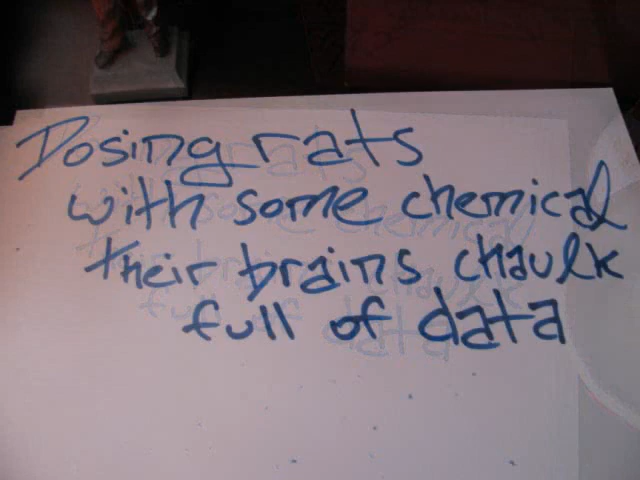 Dosing rats
with some chemical
their brains chaulk
full of data